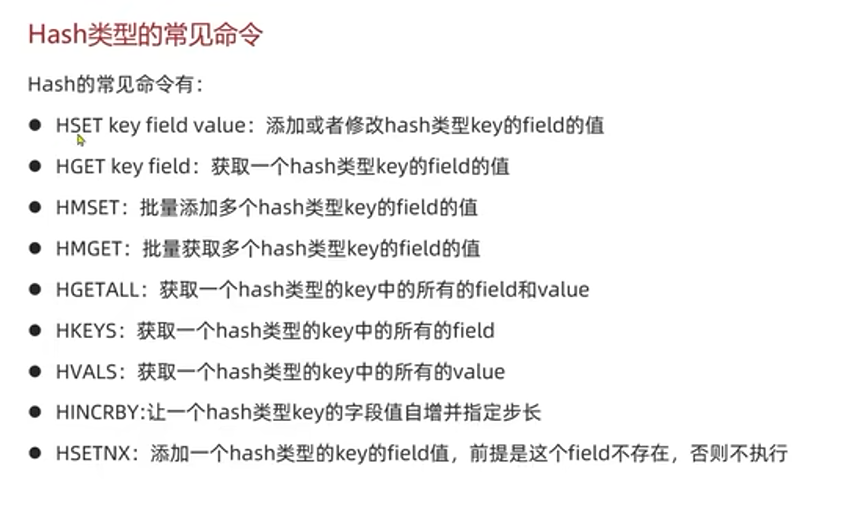 Hash类型的常见命令
Hash的常见命令有：
● HSET key field value：添加或者修改hash类型key的field的值
● HGET key field：获取一个hash类型key的field的值
● HMSET：批量添加多个hash类型key的field的值
● HMGET：批量获取多个hash类型key的field的值
● HGETALL：获取一个hash类型的key中的所有的field和value
● HKEYS：获取一个hash类型的key中的所有的field
● HVALS：获取一个hash类型的key中的所有的value
● HINCRBY:让一个hash类型key的字段值自增并指定步长
● HSETNX：添加一个hash类型的key的field值，前提是这个field不存在，否则不执行